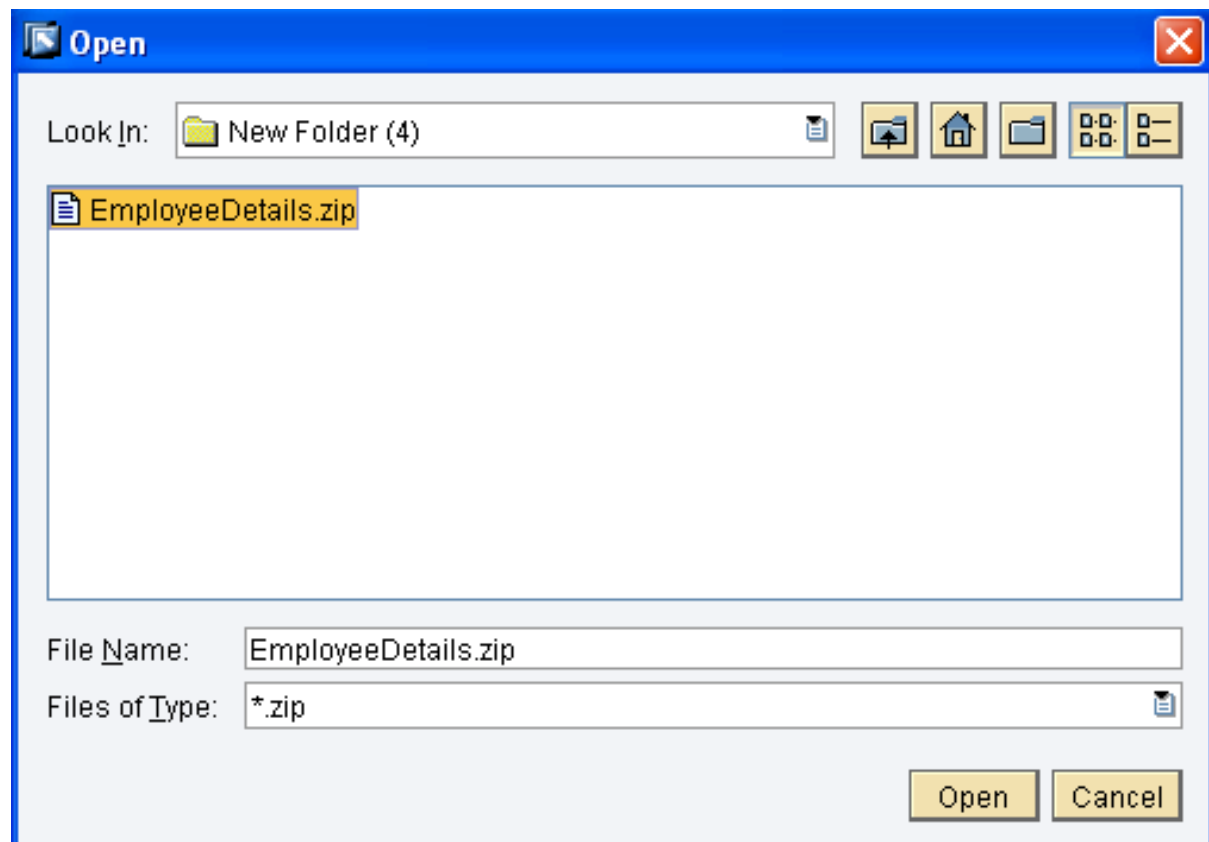 Open
Look In: New Folder (4)
EmployeeDetails.zip
File Name: EmployeeDetails.zip
Files of Type: *.zip
Open Cancel